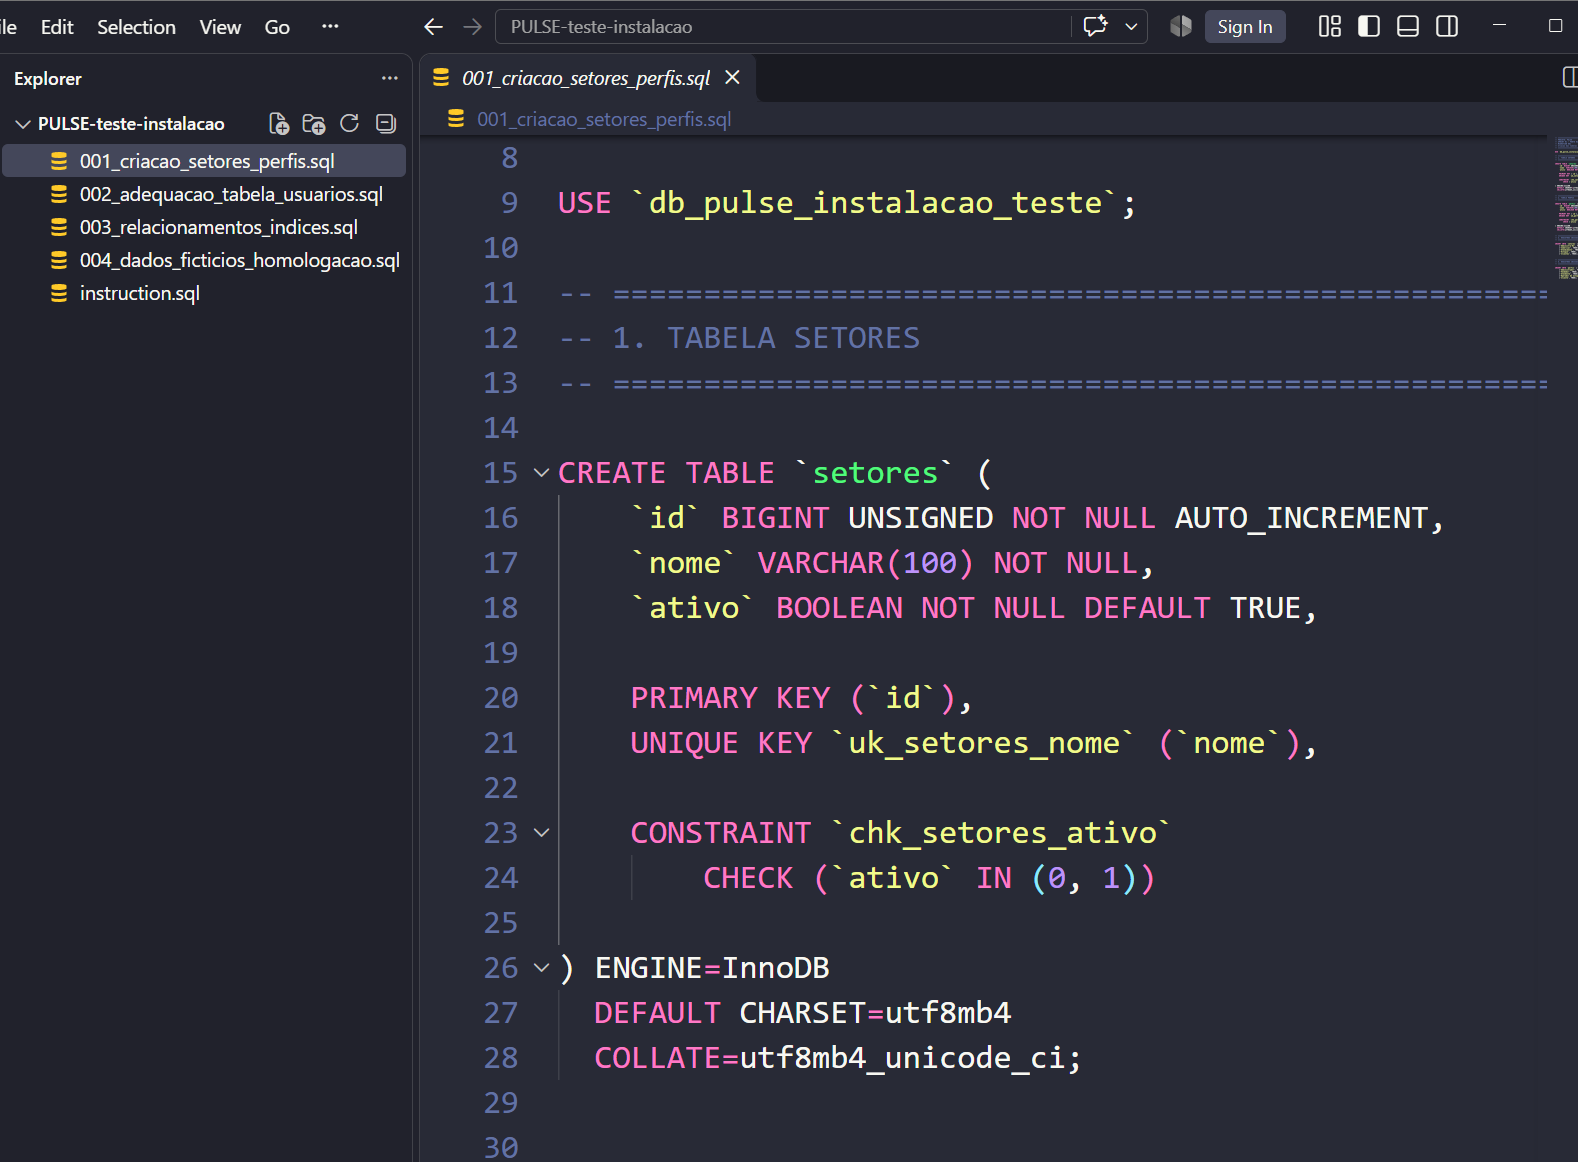 le Edit Selection View Go ···
PULSE-teste-instalacao
Sign In
Explorer ···
PULSE-teste-instalacao
001_criacao_setores_perfis.sql
002_adequacao_tabela_usuarios.sql
003_relacionamentos_indices.sql
004_dados_ficticios_homologacao.sql
instruction.sql
001_criacao_setores_perfis.sql
001_criacao_setores_perfis.sql
8
9 USE `db_pulse_instalacao_teste`;
10
11 -- ====================================================
12 -- 1. TABELA SETORES
13 -- ====================================================
14
15 CREATE TABLE `setores` (
16 `id` BIGINT UNSIGNED NOT NULL AUTO_INCREMENT,
17 `nome` VARCHAR(100) NOT NULL,
18 `ativo` BOOLEAN NOT NULL DEFAULT TRUE,
19
20 PRIMARY KEY (`id`),
21 UNIQUE KEY `uk_setores_nome` (`nome`),
22
23 CONSTRAINT `chk_setores_ativo`
24 CHECK (`ativo` IN (0, 1))
25
26 ) ENGINE=InnoDB
27 DEFAULT CHARSET=utf8mb4
28 COLLATE=utf8mb4_unicode_ci;
29
30